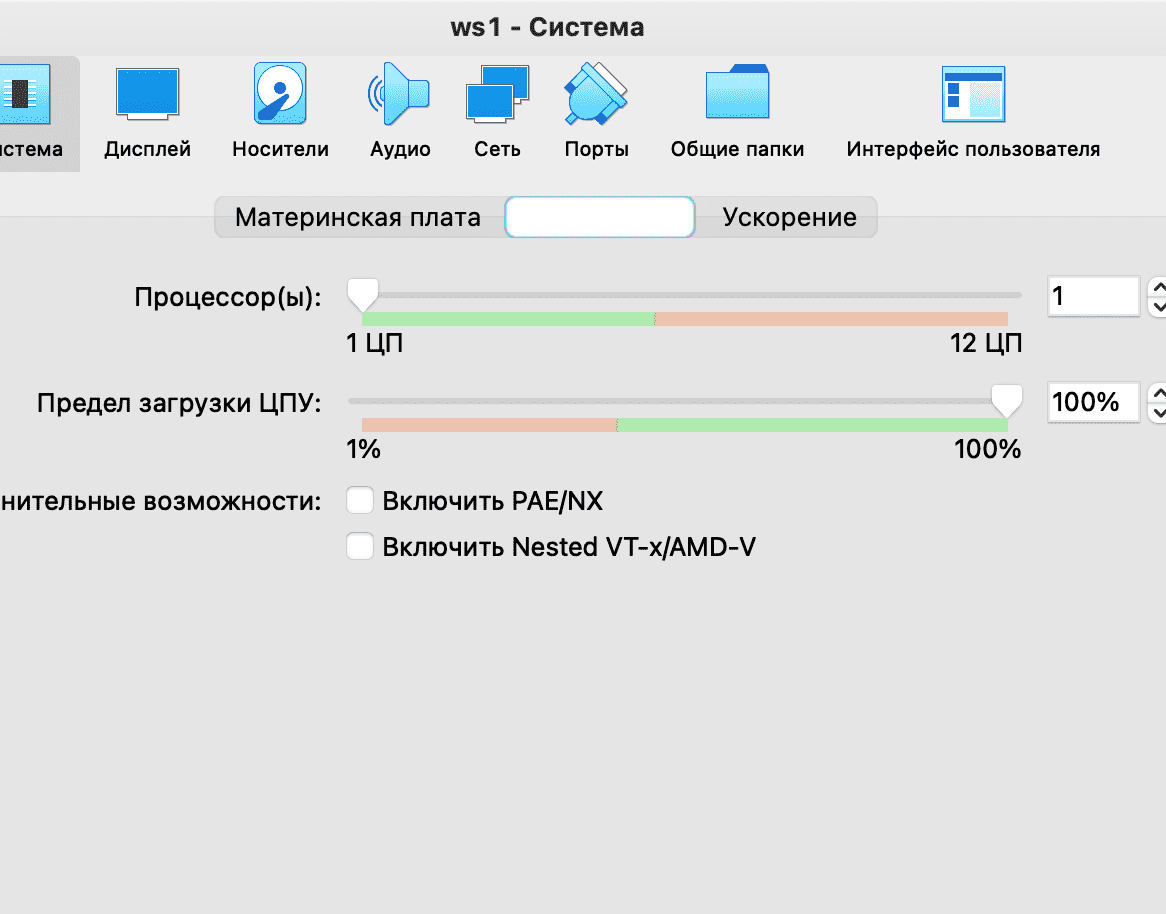 ws1 - Система
истема Дисплей Носители Аудио Сеть Порты Общие папки Интерфейс пользователя
Материнская плата Ускорение
Процессор(ы): 1
1 ЦП 12 ЦП
Предел загрузки ЦПУ: 100%
1% 100%
нительные возможности: Включить PAE/NX
Включить Nested VT-x/AMD-V